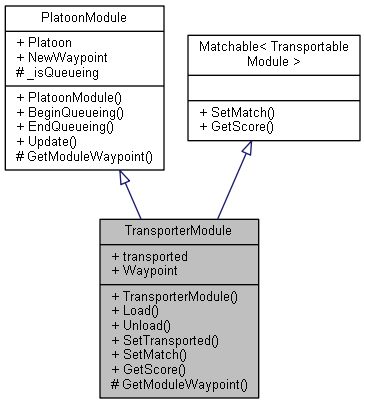 PlatoonModule
+ Platoon
+ NewWaypoint
# _isQueueing
+ PlatoonModule()
+ BeginQueueing()
+ EndQueueing()
+ Update()
# GetModuleWaypoint()
Matchable< Transportable
Module >
+ SetMatch()
+ GetScore()
TransporterModule
+ transported
+ Waypoint
+ TransporterModule()
+ Load()
+ Unload()
+ SetTransported()
+ SetMatch()
+ GetScore()
# GetModuleWaypoint()